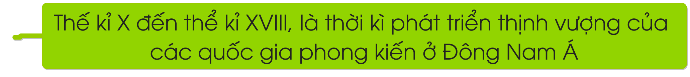 Thế kỉ X đến thể kỉ XVIII, là thời kì phát triển thịnh vượng của
các quốc gia phong kiến ở Đông Nam Á